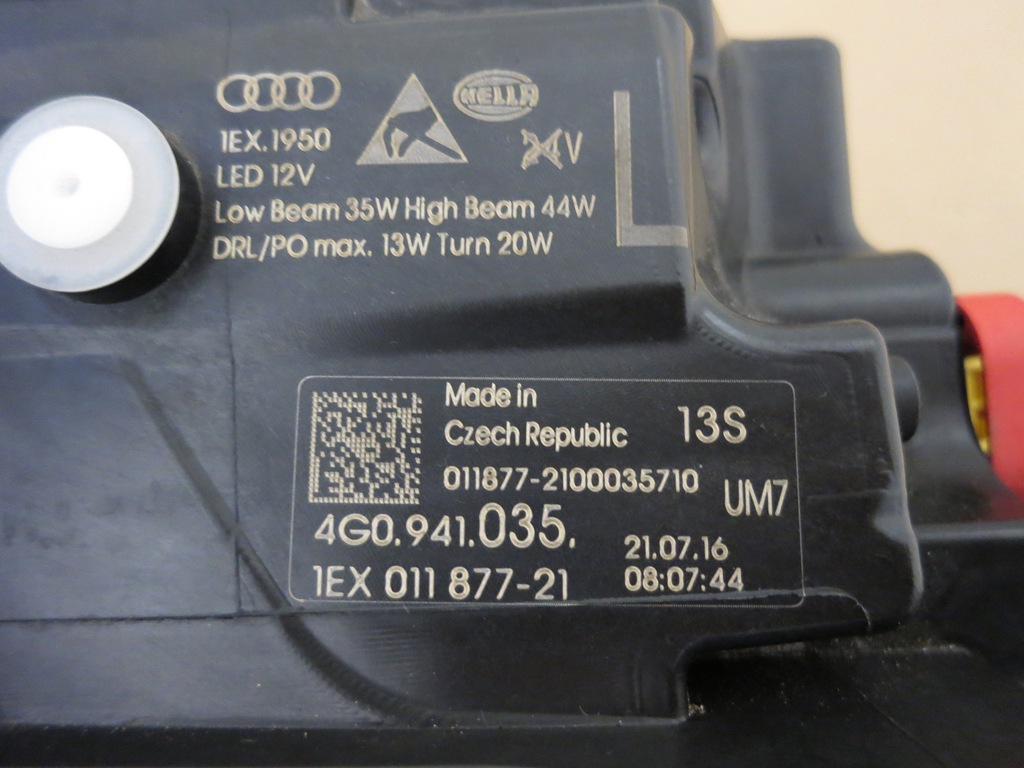 HELLA
1EX.1950
24V
LED 12V
Low Beam 35W High Beam 44W
DRL/PO max. 13W Turn 20W
L
Made in
Czech Republic
13S
011877-2100035710
UM7
4G0.941.035.
21.07.16
1EX 011 877-21
08:07:44